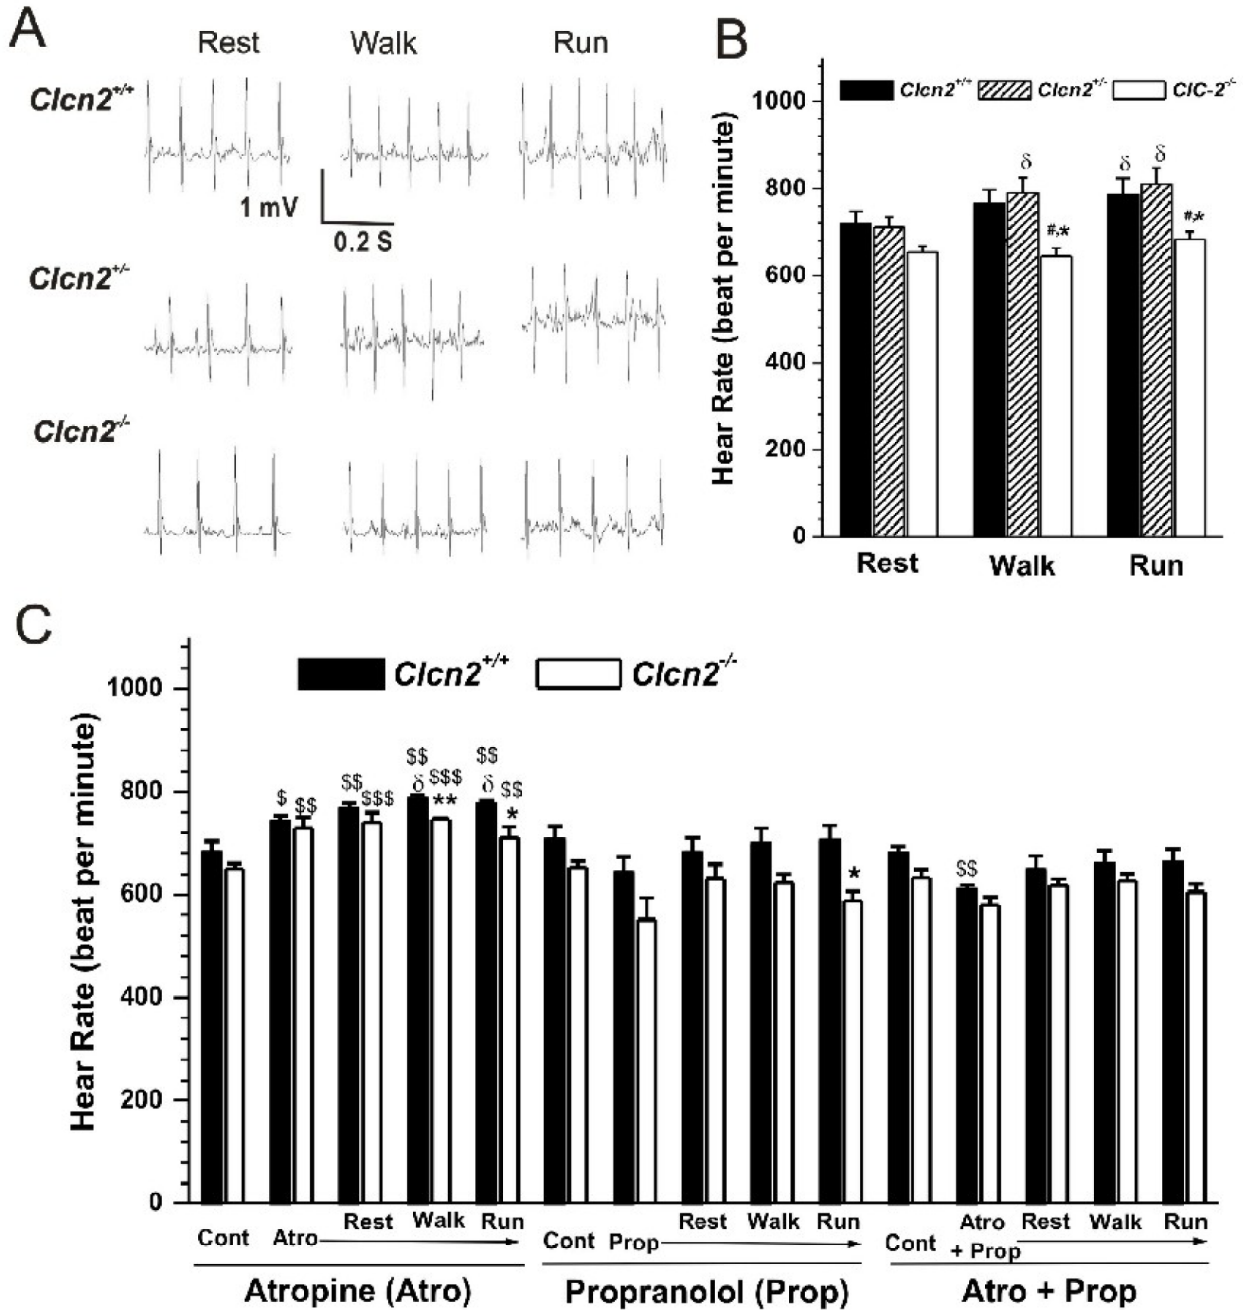 A
Rest Walk Run
Clcn2+/+
1 mV
0.2 S
Clcn2+/-
Clcn2-/-
B
Clcn2+/+ Clcn2+/- ClC-2-/-
Hear Rate (beat per minute)
1000
800
600
400
200
0
δ δ δ
#,* #,*
Rest Walk Run
C
Clcn2+/+ Clcn2-/-
Hear Rate (beat per minute)
1000
800
600
400
200
0
$$ $$
$$ δ $$$ δ $$
$ $$ $$$ ** *
*
$$
Cont Atro Rest Walk Run
Cont Prop Rest Walk Run
Cont Atro + Prop Rest Walk Run
Atropine (Atro) Propranolol (Prop) Atro + Prop